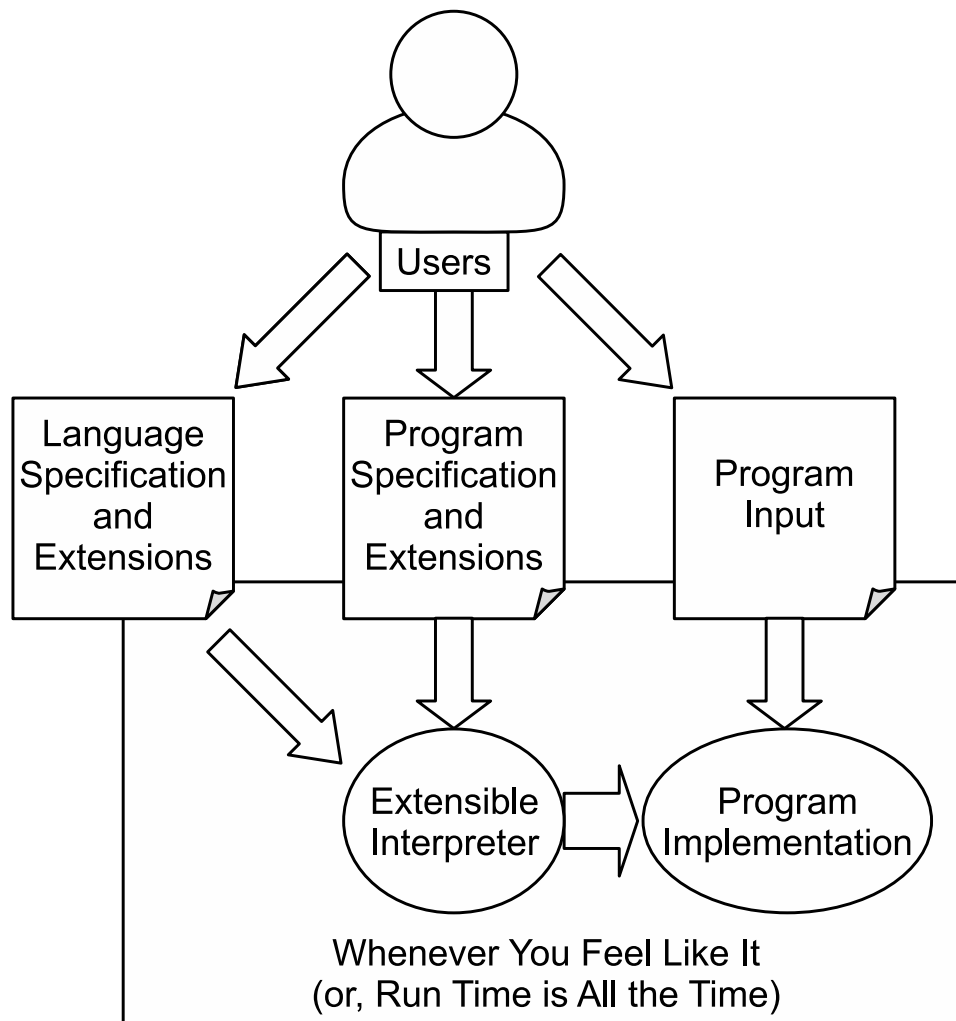 Users
Language
Specification
and
Extensions
Program
Specification
and
Extensions
Program
Input
Extensible
Interpreter
Program
Implementation
Whenever You Feel Like It
(or, Run Time is All the Time)